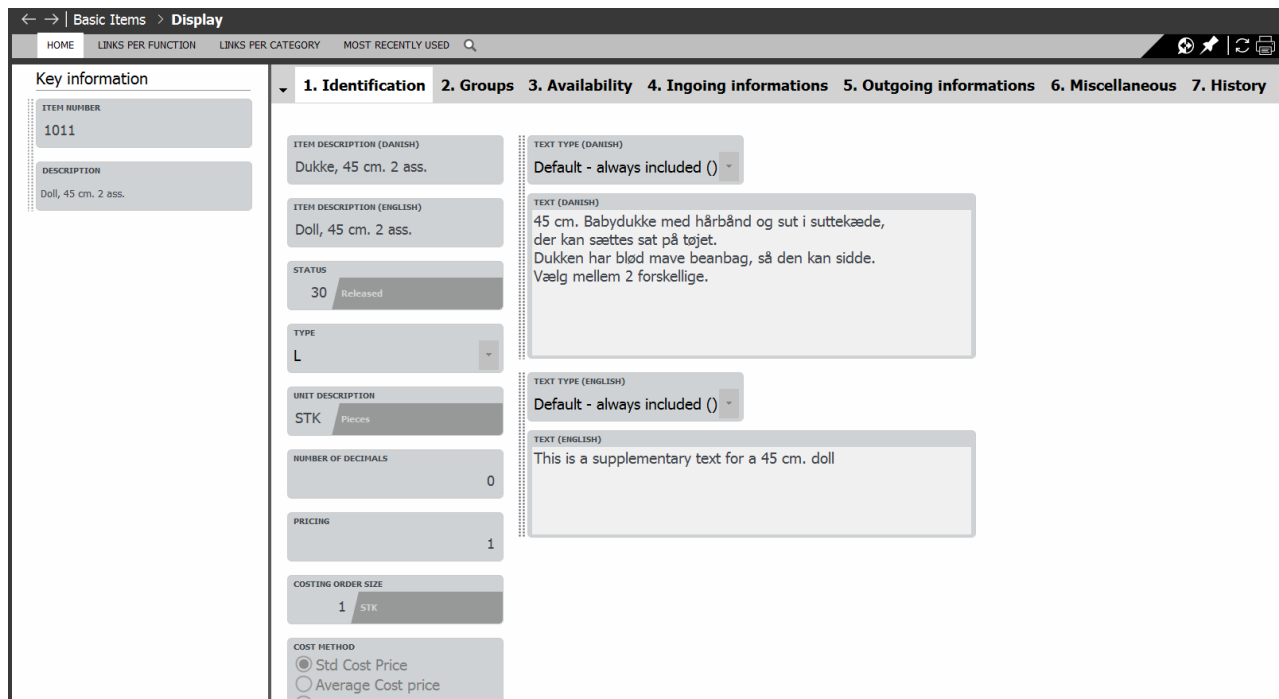 Basic Items > Display
HOME LINKS PER FUNCTION LINKS PER CATEGORY MOST RECENTLY USED
Key information
ITEM NUMBER
1011
DESCRIPTION
Doll, 45 cm. 2 ass.
1. Identification 2. Groups 3. Availability 4. Ingoing informations 5. Outgoing informations 6. Miscellaneous 7. History
ITEM DESCRIPTION (DANISH)
Dukke, 45 cm. 2 ass.
ITEM DESCRIPTION (ENGLISH)
Doll, 45 cm. 2 ass.
STATUS
30 Released
TYPE
L
UNIT DESCRIPTION
STK Pieces
NUMBER OF DECIMALS
0
PRICING
1
COSTING ORDER SIZE
1 STK
COST METHOD
Std Cost Price
Average Cost price
TEXT TYPE (DANISH)
Default - always included ()
TEXT (DANISH)
45 cm. Babydukke med hårbånd og sut i suttekæde,
der kan sættes sat på tøjet.
Dukken har blød mave beanbag, så den kan sidde.
Vælg mellem 2 forskellige.
TEXT TYPE (ENGLISH)
Default - always included ()
TEXT (ENGLISH)
This is a supplementary text for a 45 cm. doll